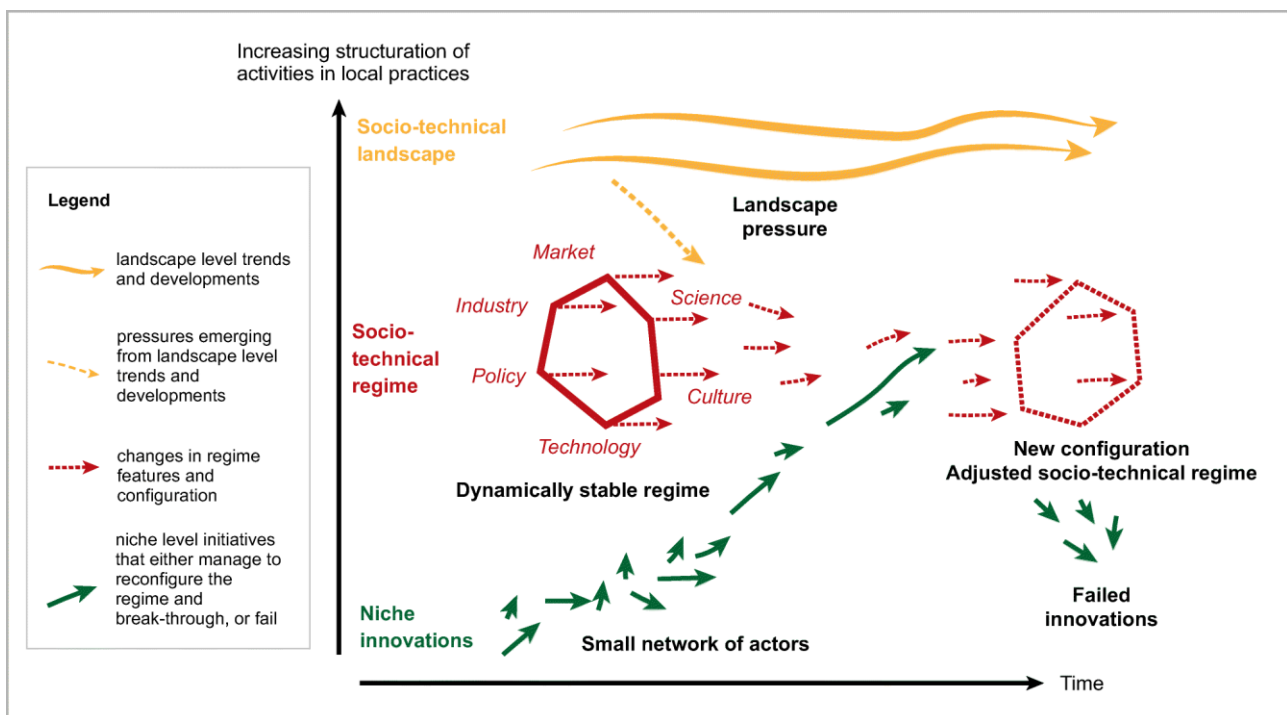 Increasing structuration of
activities in local practices
Socio-technical
landscape
Landscape
pressure
Legend
landscape level trends
and developments
pressures emerging
from landscape level
trends and
developments
changes in regime
features and
configuration
niche level initiatives
that either manage to
reconfigure the
regime and
break-through, or fail
Socio-
technical
regime
Market
Industry
Science
Policy
Culture
Technology
Dynamically stable regime
New configuration
Adjusted socio-technical regime
Niche
innovations
Small network of actors
Failed
innovations
Time